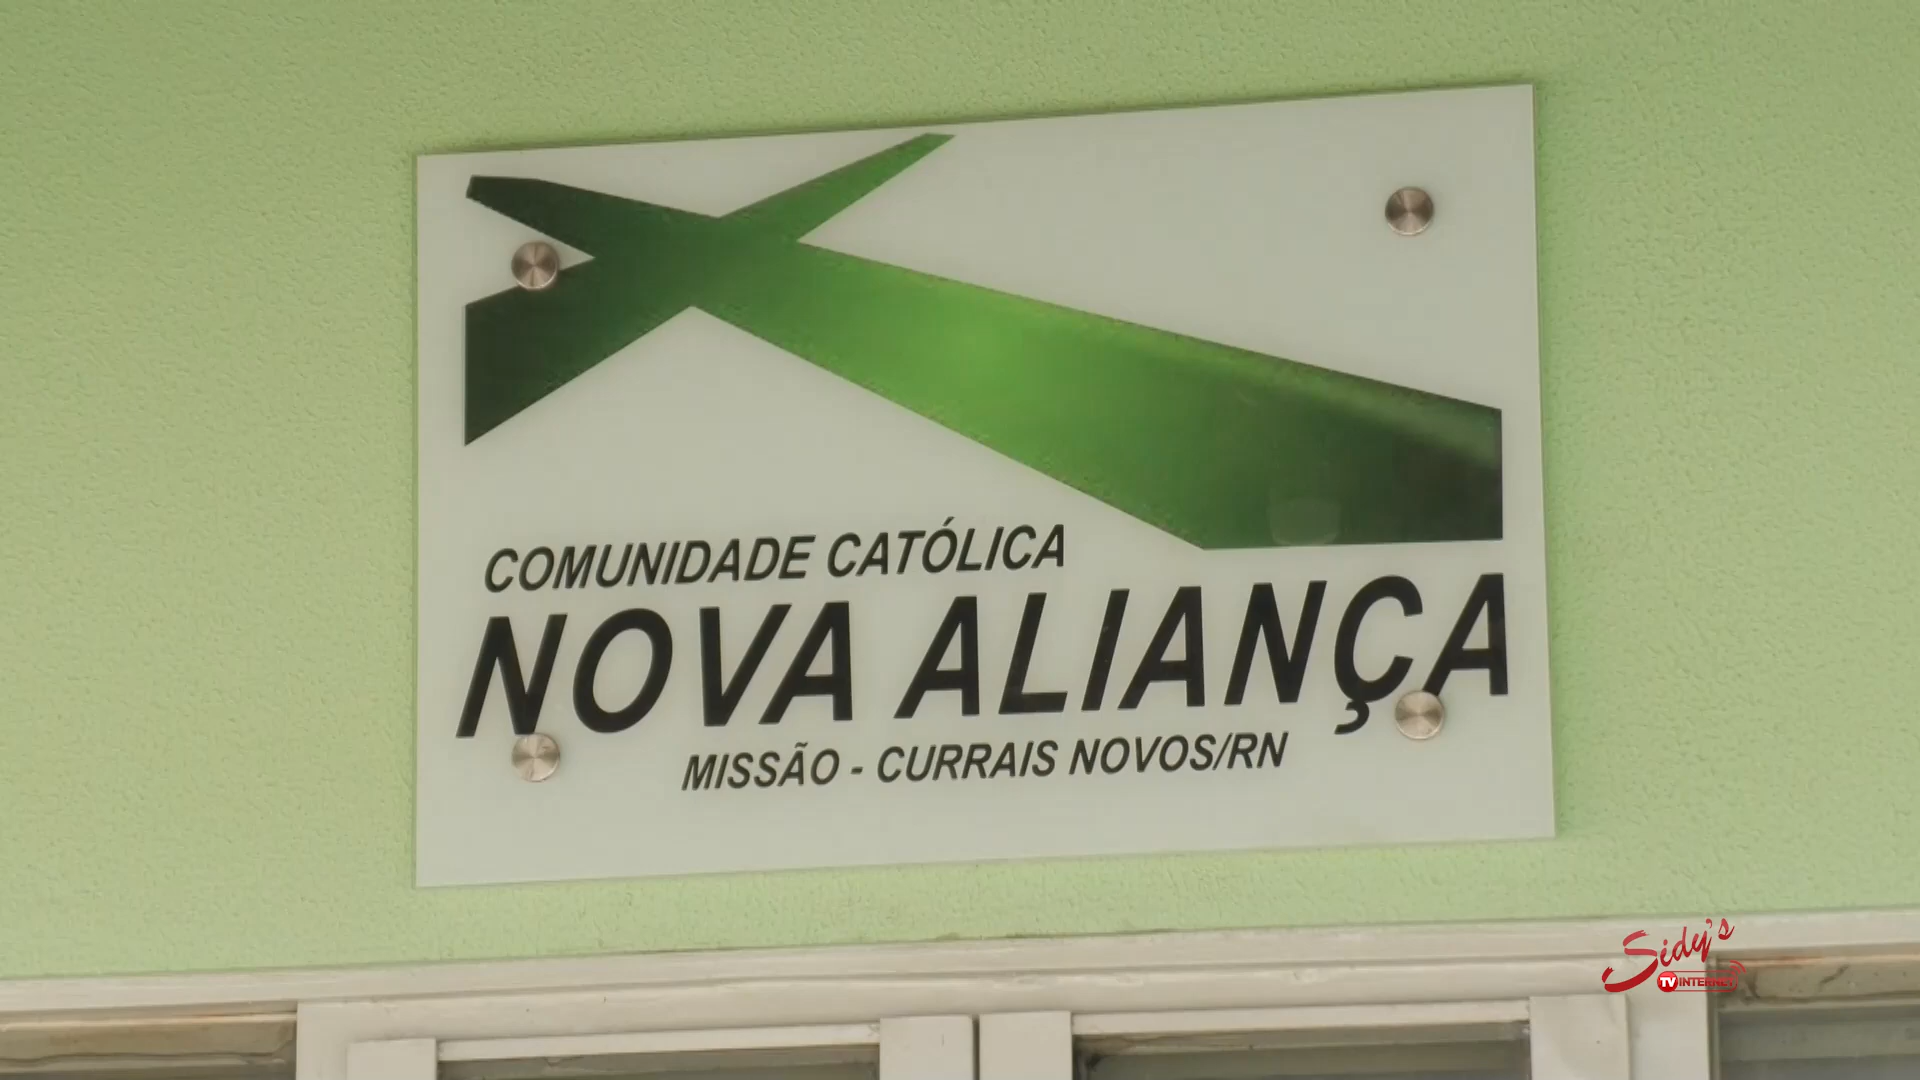 COMUNIDADE CATÓLICA
NOVA ALIANÇA
MISSÃO - CURRAIS NOVOS/RN
Sidy's
TV INTERNET